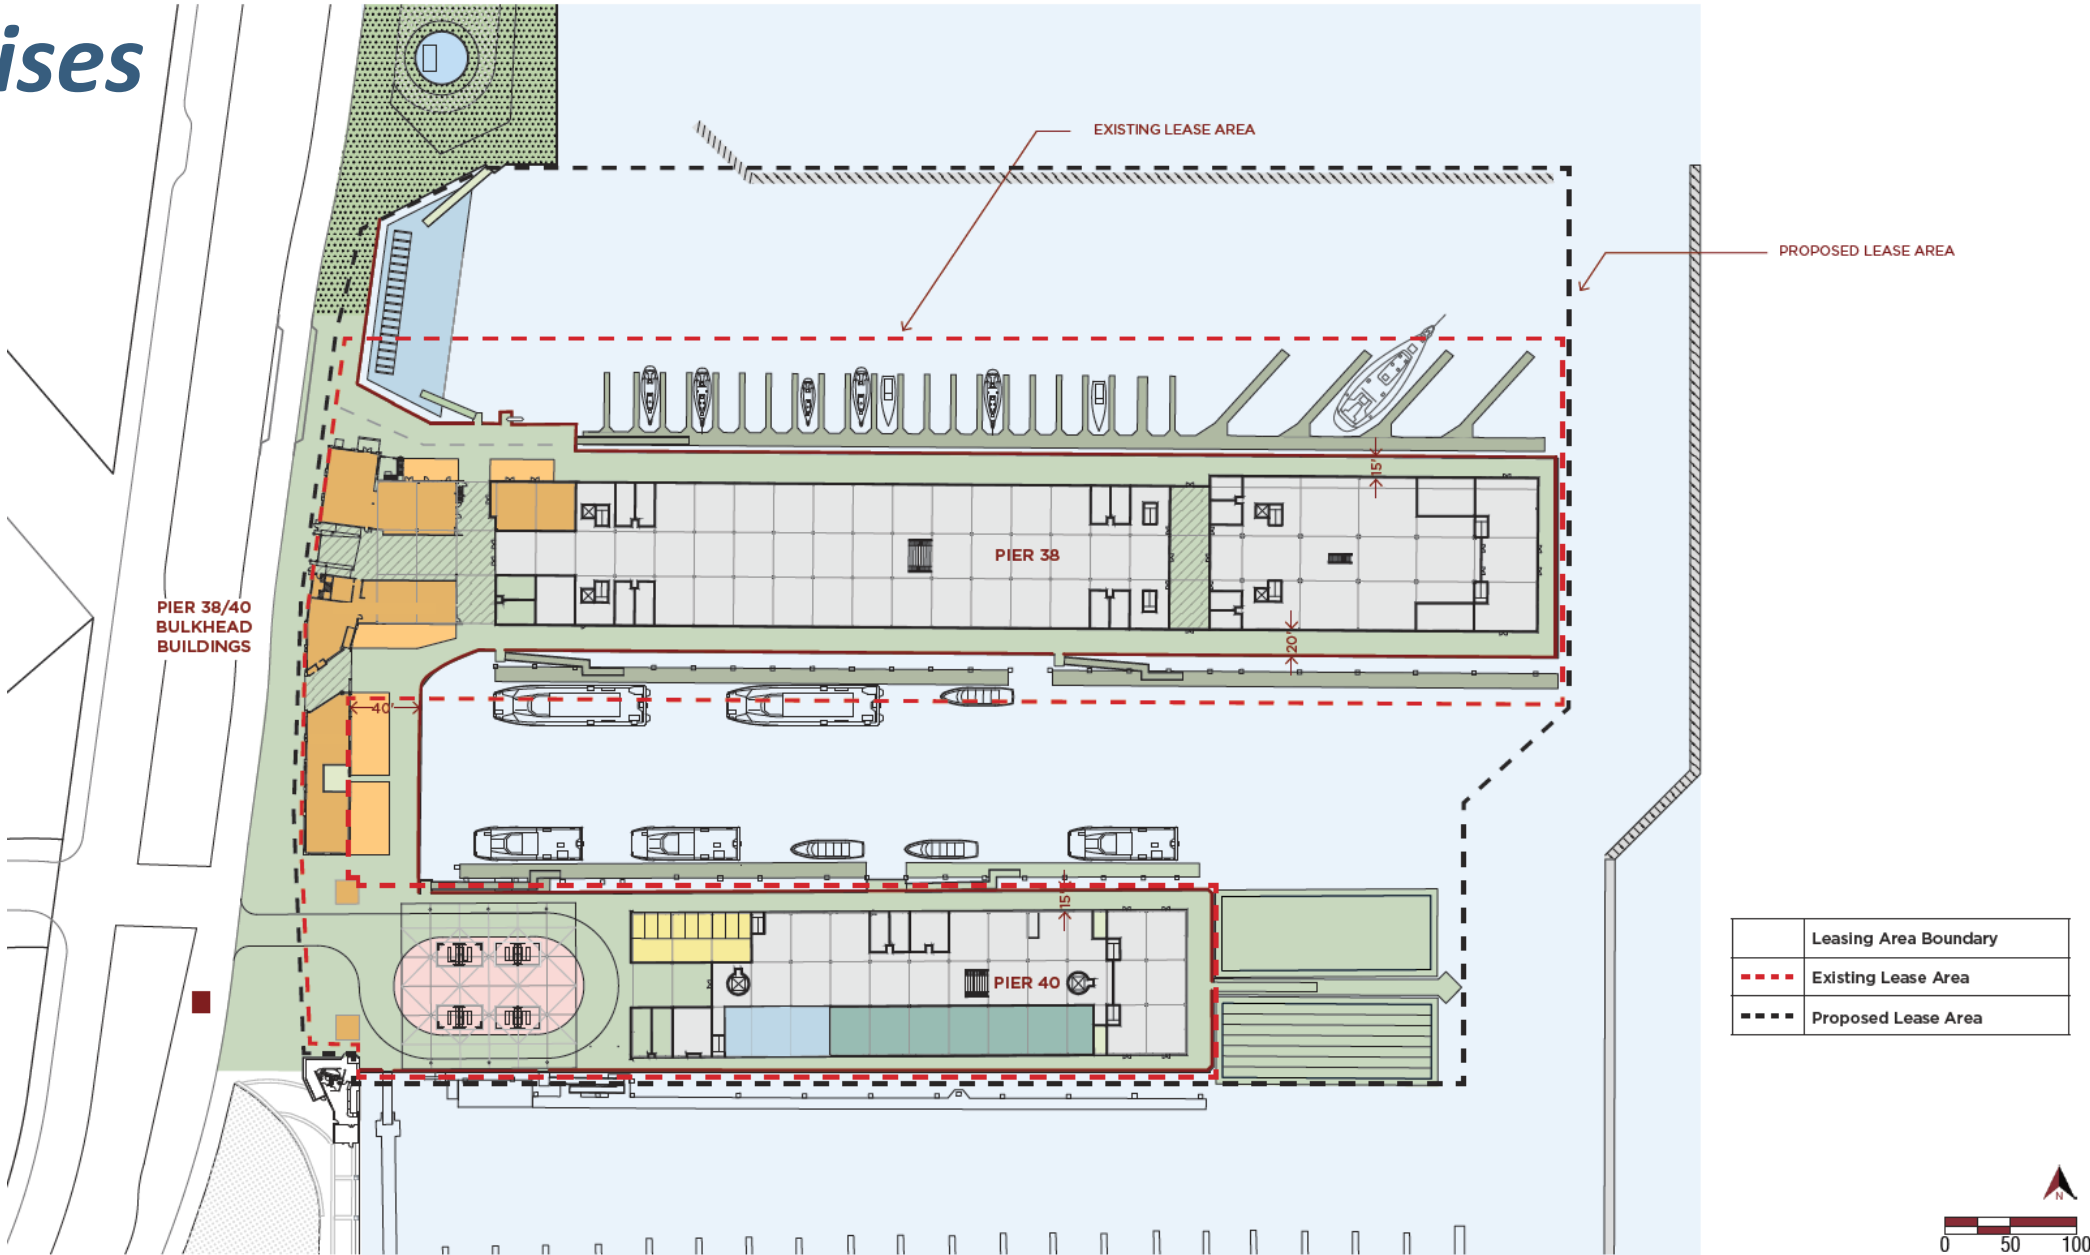 ises
EXISTING LEASE AREA
PROPOSED LEASE AREA
15'
PIER 38
PIER 38/40
BULKHEAD
BUILDINGS
20'
40'
15'
PIER 40
Leasing Area Boundary
Existing Lease Area
Proposed Lease Area
N
0 50 100